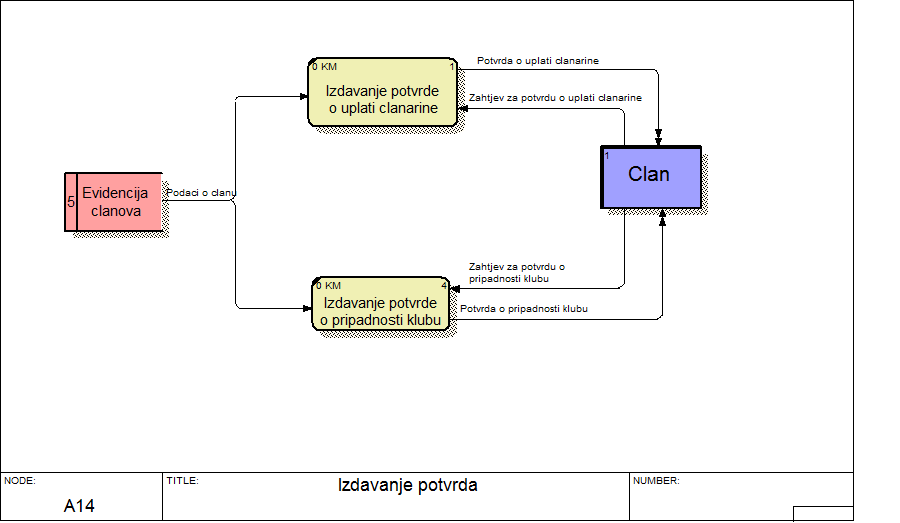 Potvrda o uplati clanarine
0 KM 1
Izdavanje potvrde
o uplati clanarine
Zahtjev za potvrdu o uplati clanarine
1
Clan
5
Evidencija
clanova
Podaci o clanu
Zahtjev za potvrdu o
pripadnosti klubu
0 KM 4
Izdavanje potvrde
o pripadnosti klubu
Potvrda o pripadnosti klubu
NODE:
A14
TITLE:
Izdavanje potvrda
NUMBER: